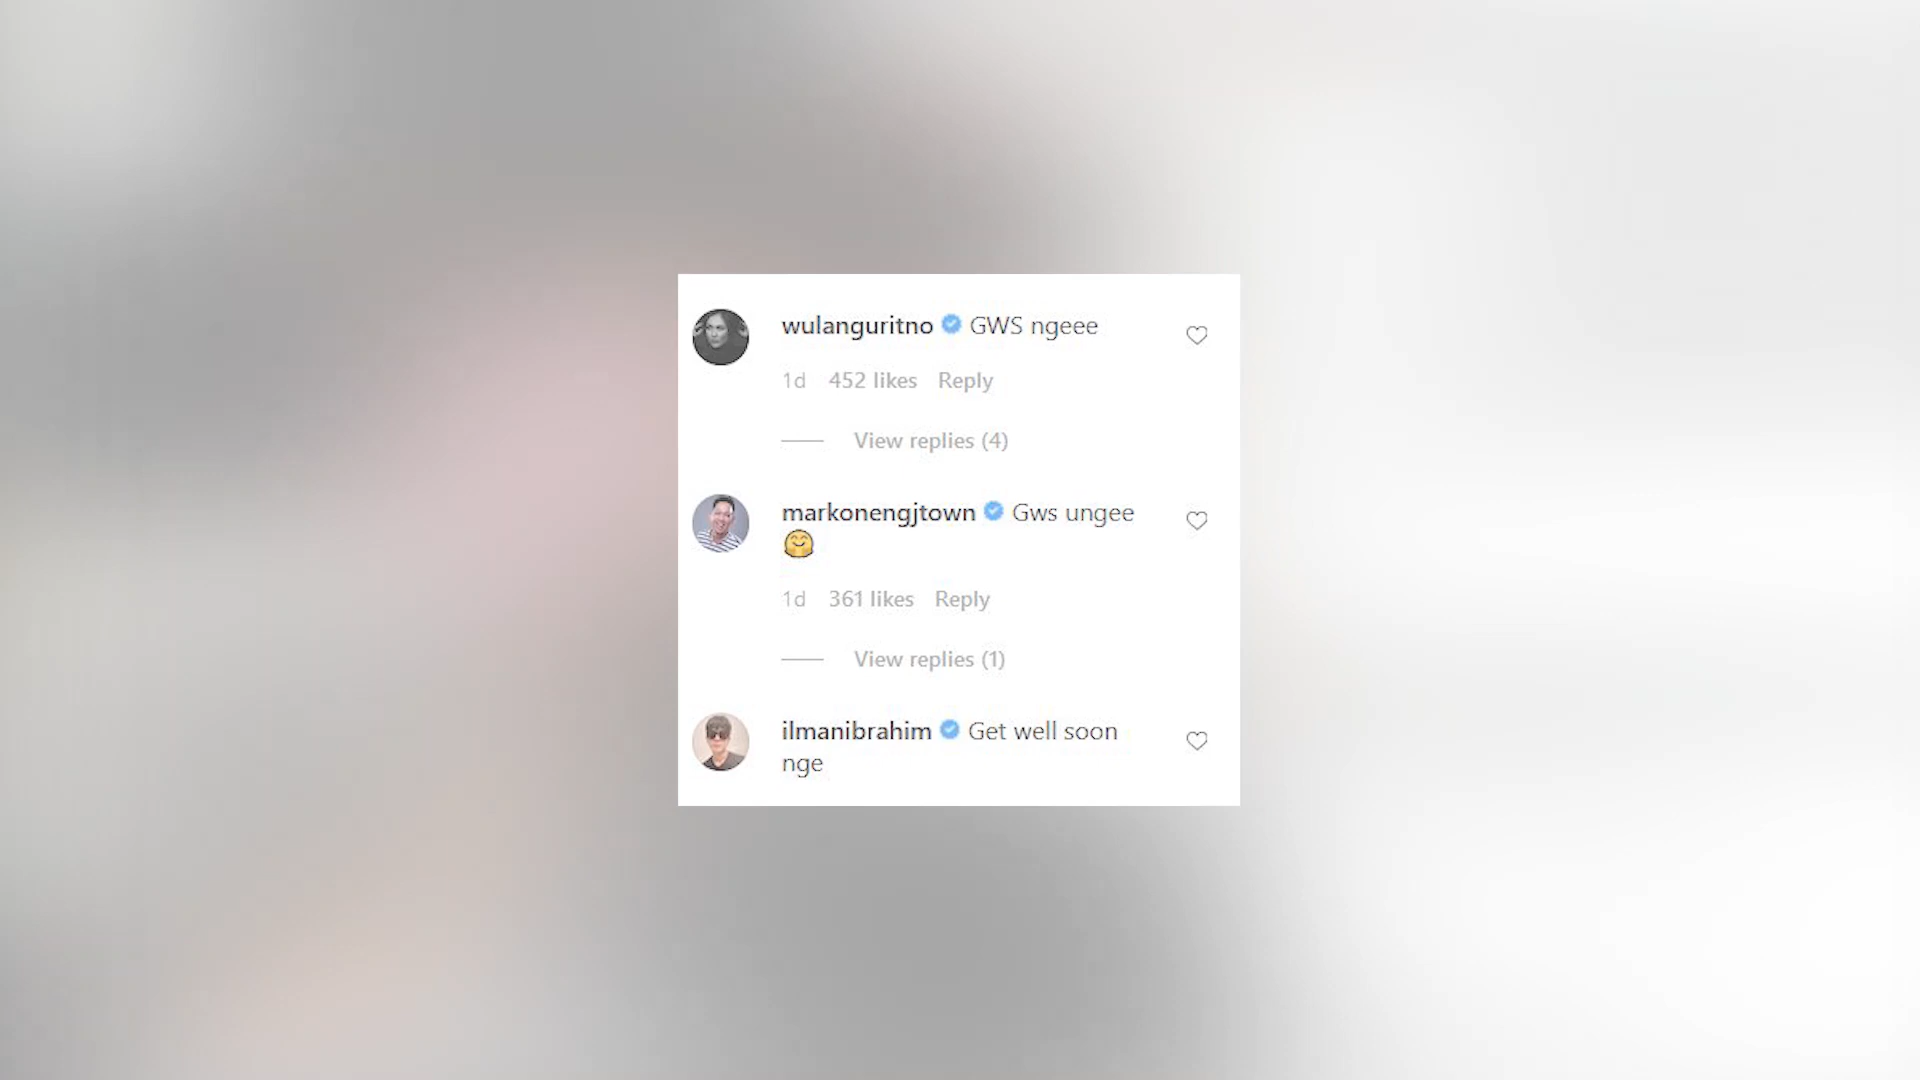 wulanguritno GWS ngeee
1d 452 likes Reply
View replies (4)
markonengjtown Gws ungee
🤗
1d 361 likes Reply
View replies (1)
ilmanibrahim Get well soon
nge